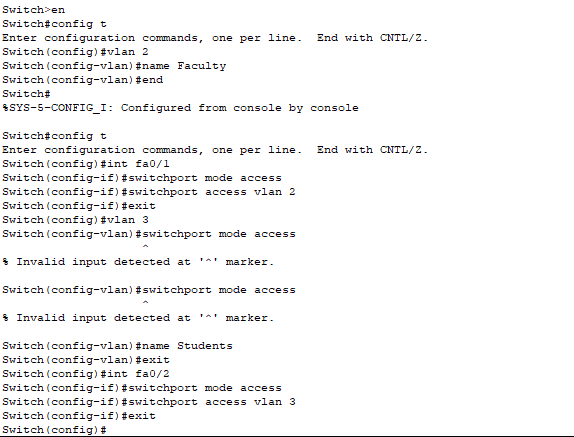 Switch>en
Switch#config t
Enter configuration commands, one per line.  End with CNTL/Z.
Switch(config)#vlan 2
Switch(config-vlan)#name Faculty
Switch(config-vlan)#end
Switch#
%SYS-5-CONFIG_I: Configured from console by console

Switch#config t
Enter configuration commands, one per line.  End with CNTL/Z.
Switch(config)#int fa0/1
Switch(config-if)#switchport mode access
Switch(config-if)#switchport access vlan 2
Switch(config-if)#exit
Switch(config)#vlan 3
Switch(config-vlan)#switchport mode access
                    ^
% Invalid input detected at '^' marker.

Switch(config-vlan)#switchport mode access
                    ^
% Invalid input detected at '^' marker.

Switch(config-vlan)#name Students
Switch(config-vlan)#exit
Switch(config)#int fa0/2
Switch(config-if)#switchport mode access
Switch(config-if)#switchport access vlan 3
Switch(config-if)#exit
Switch(config)#